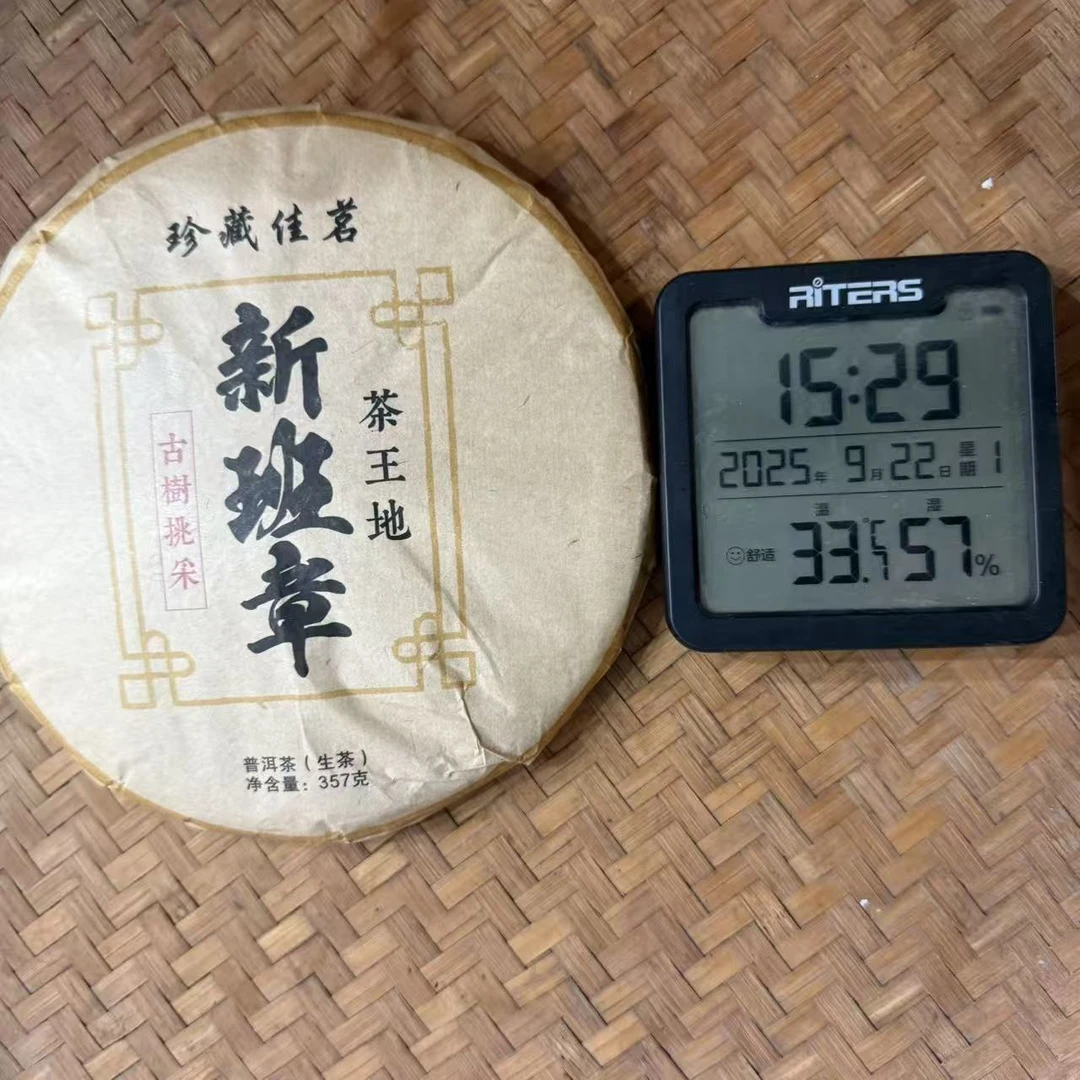 珍藏佳茗
茶王地
新班章
古樹挑采
普洱茶（生茶）
净含量：357克
RITERS
15:29
2025年 9月22日 星期1
温 湿
舒适 33.5℃ 57%